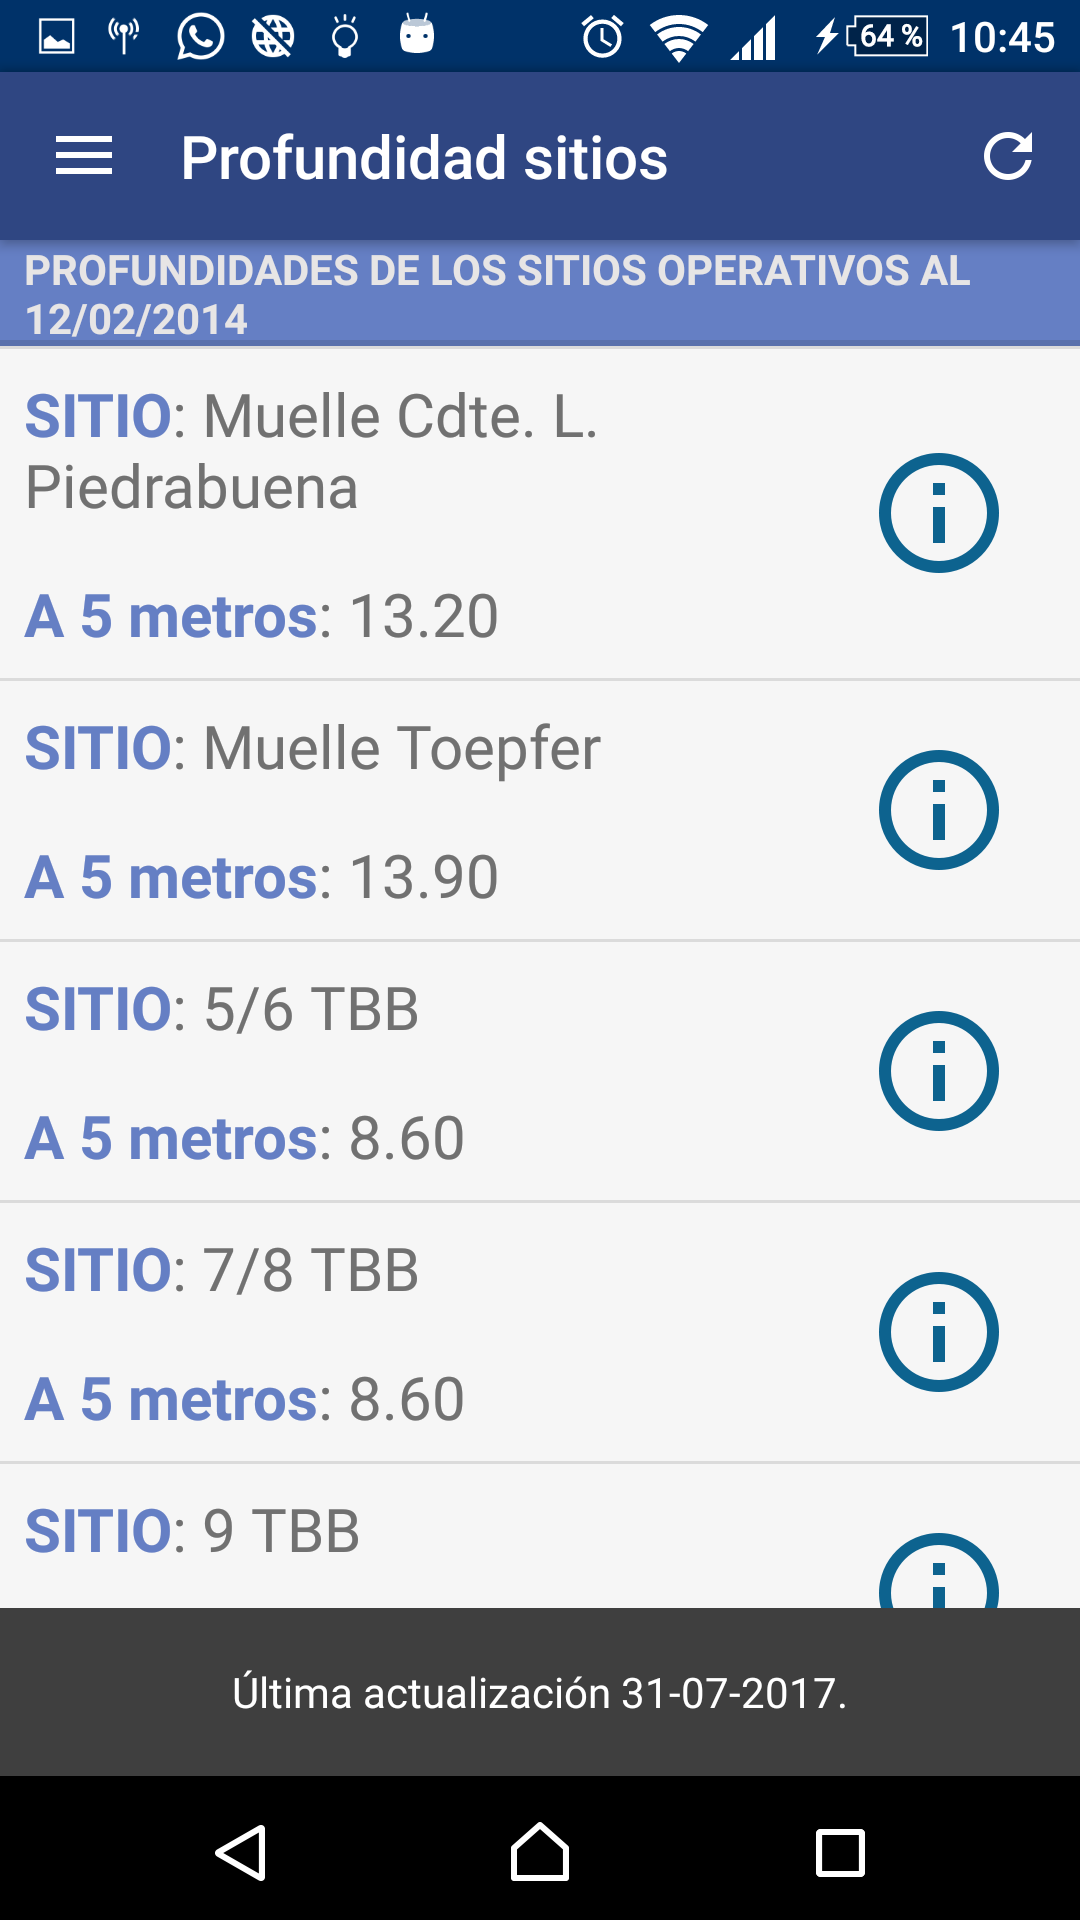 64 % 10:45
Profundidad sitios
PROFUNDIDADES DE LOS SITIOS OPERATIVOS AL
12/02/2014
SITIO: Muelle Cdte. L.
Piedrabuena
A 5 metros: 13.20
SITIO: Muelle Toepfer
A 5 metros: 13.90
SITIO: 5/6 TBB
A 5 metros: 8.60
SITIO: 7/8 TBB
A 5 metros: 8.60
SITIO: 9 TBB
Última actualización 31-07-2017.